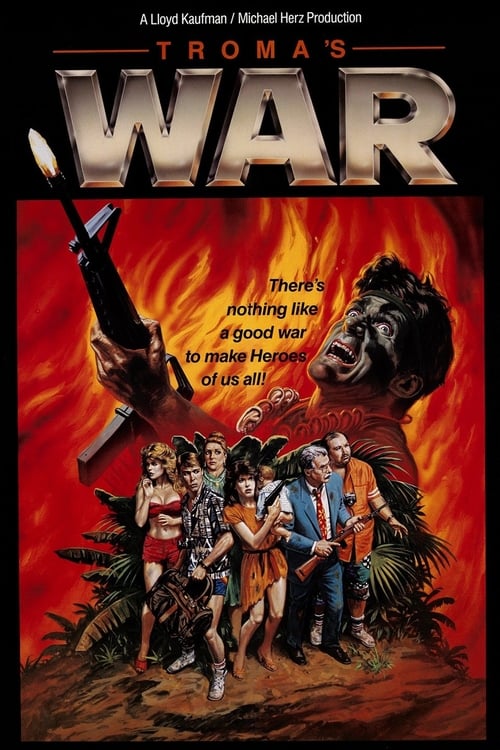 A Lloyd Kaufman / Michael Herz Production
TROMA'S
WAR
There's
nothing like
a good war
to make Heroes
of us all!